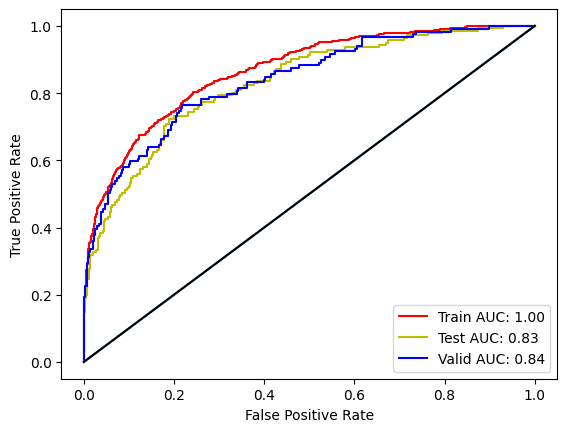 1.0
0.8
0.6
0.4
0.2
0.0
True Positive Rate
Train AUC: 1.00
Test AUC: 0.83
Valid AUC: 0.84
0.0 0.2 0.4 0.6 0.8 1.0
False Positive Rate